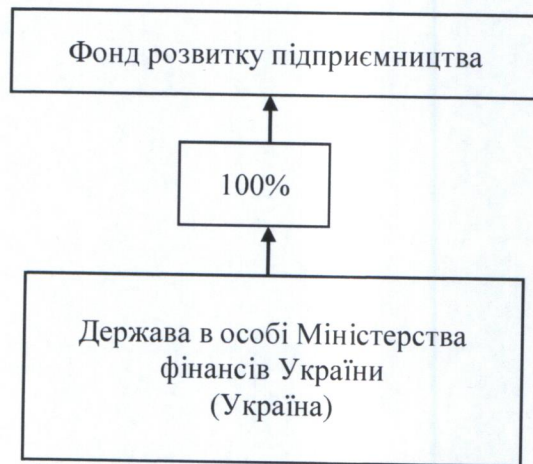 Фонд розвитку підприємництва
100%
Держава в особі Міністерства
фінансів України
(Україна)